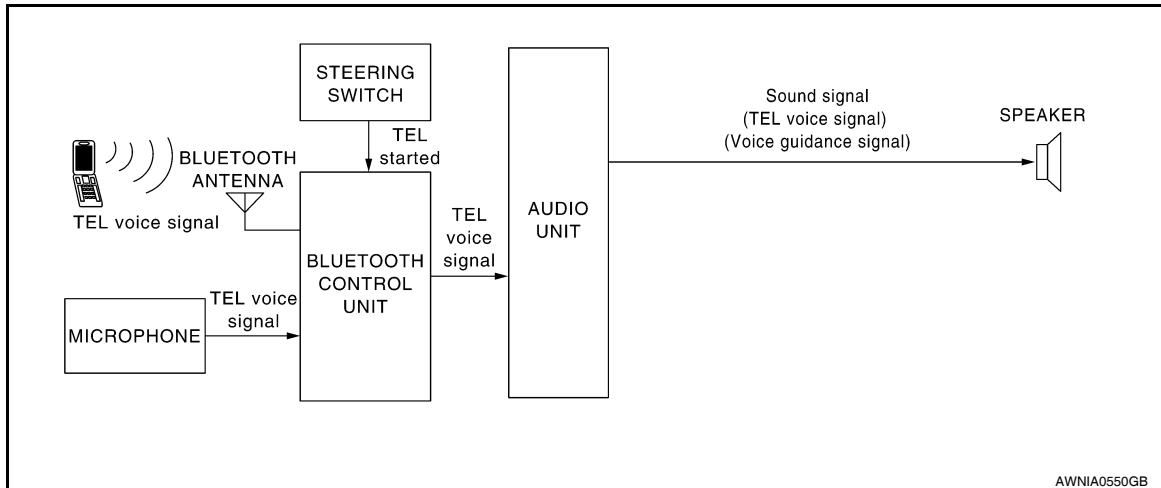 STEERING
SWITCH
TEL
started
BLUETOOTH
ANTENNA
TEL voice signal
BLUETOOTH
CONTROL
UNIT
MICROPHONE
TEL voice
signal
TEL
voice
signal
AUDIO
UNIT
Sound signal
(TEL voice signal)
(Voice guidance signal)
SPEAKER
AWNIA0550GB